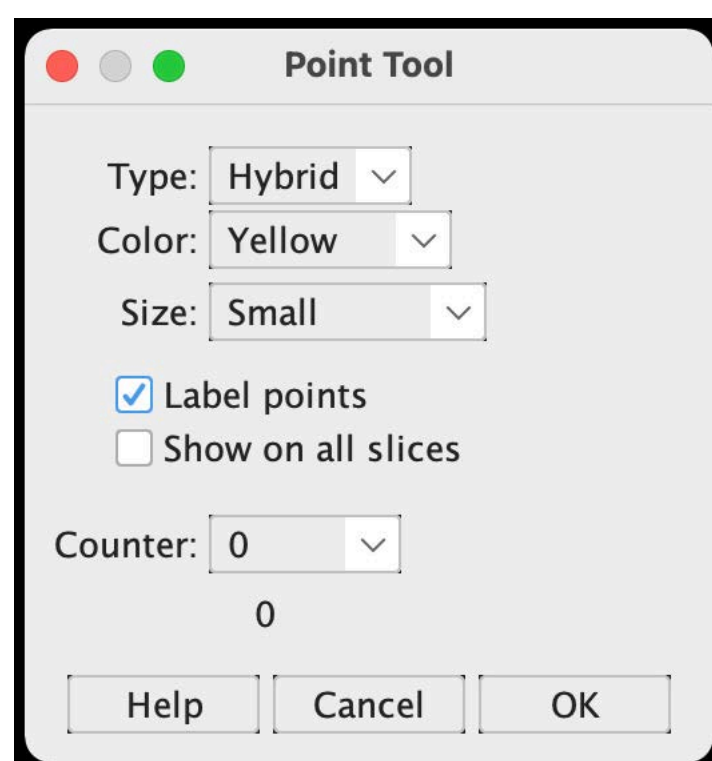 Point Tool
Type: Hybrid
Color: Yellow
Size: Small
Label points
Show on all slices
Counter: 0
0
Help Cancel OK